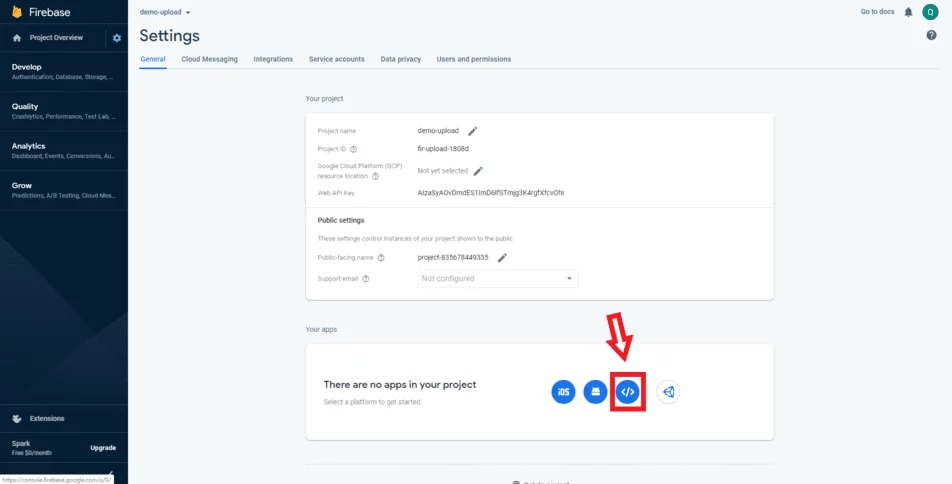 Firebase
demo-upload
Go to docs
Q
Project Overview
Settings
?
General
Cloud Messaging
Integrations
Service accounts
Data privacy
Users and permissions
Develop
Authentication, Database, Storage, ...
Quality
Crashlytics, Performance, Test Lab, ...
Analytics
Dashboard, Events, Conversions, Au...
Grow
Predictions, A/B Testing, Cloud Mes...
Your project
Project name
demo-upload
Project ID
fir-upload-1808d
Google Cloud Platform (GCP)
resource location
Not yet selected
Web API Key
Public settings
These settings control instances of your project shown to the public
Public-facing name
project-835678449335
Support email
Not configured
Your apps
There are no apps in your project
Select a platform to get started
iOS
</>
Extensions
Spark
Free $0/month
Upgrade
https://console.firebase.google.com/u/0/
Delete project